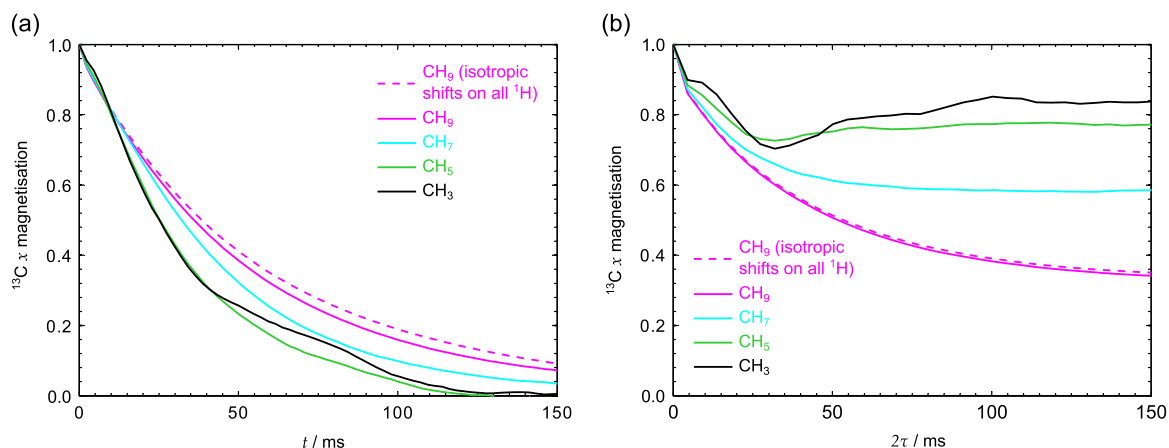 (a)
1.0
0.8
0.6
0.4
0.2
0.0
¹³C x magnetisation
CH₉ (isotropic
shifts on all ¹H)
CH₉
CH₇
CH₅
CH₃
0
50
100
150
t / ms
(b)
1.0
0.8
0.6
0.4
0.2
0.0
¹³C x magnetisation
CH₉ (isotropic
shifts on all ¹H)
CH₉
CH₇
CH₅
CH₃
0
50
100
150
2τ / ms